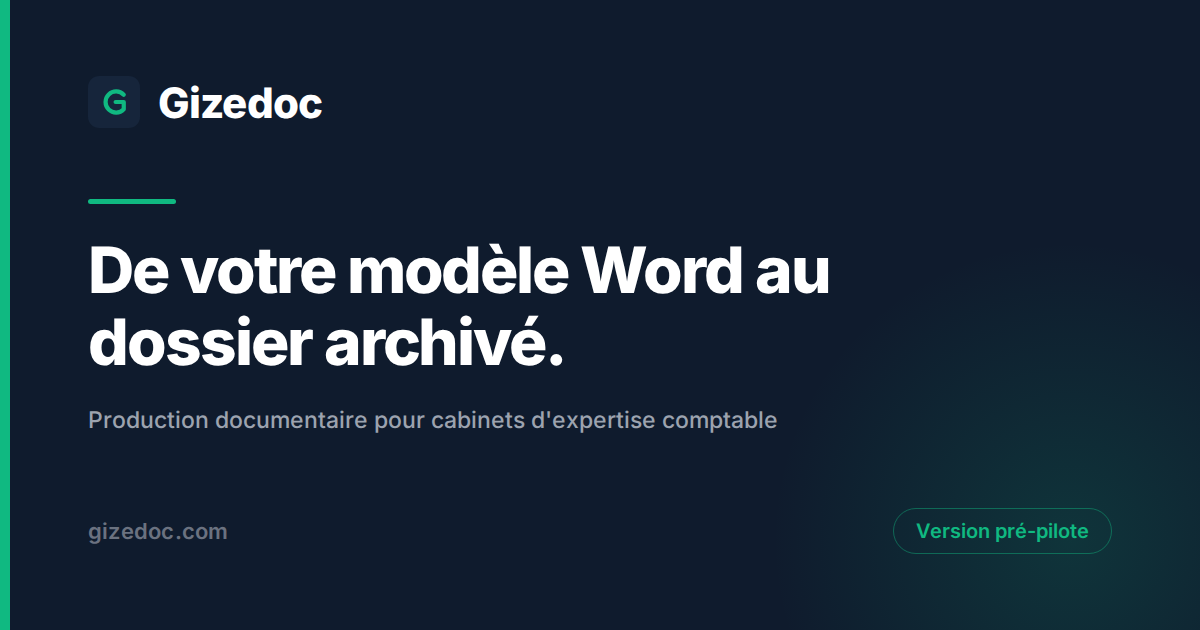 G Gizedoc
De votre modèle Word au
dossier archivé.
Production documentaire pour cabinets d'expertise comptable
gizedoc.com
Version pré-pilote